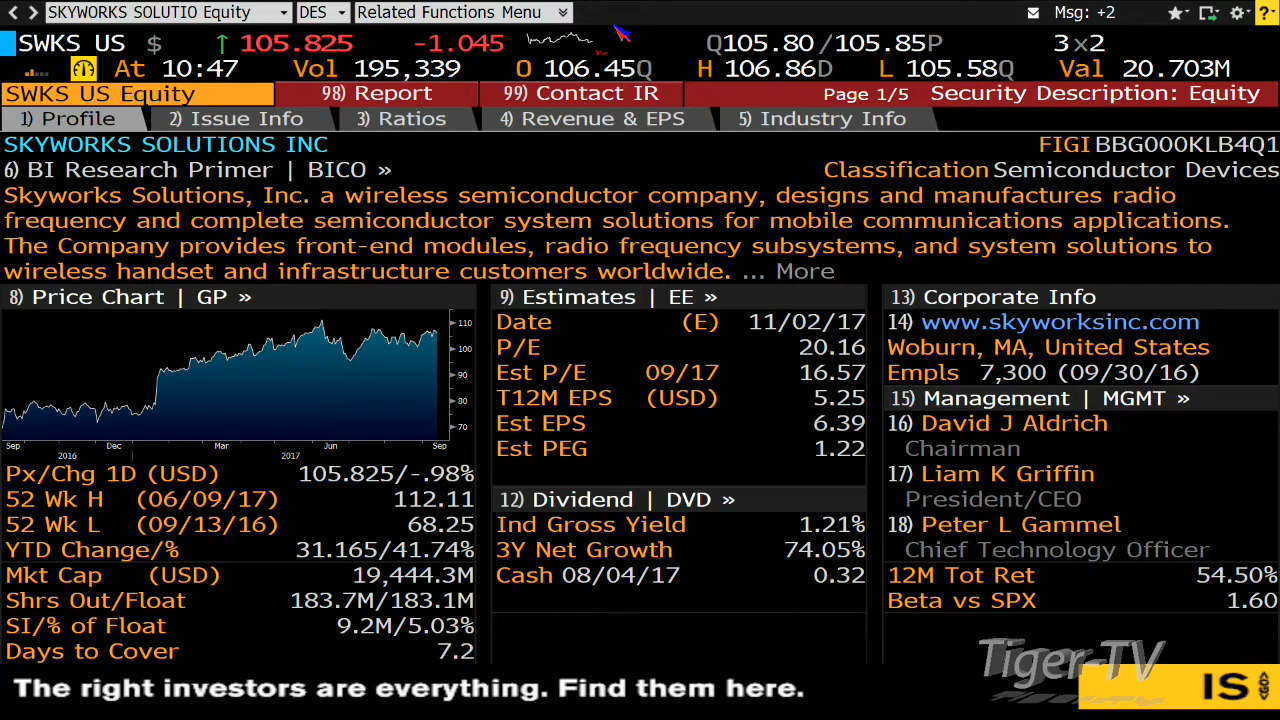 SKYWORKS SOLUTIO Equity DES Related Functions Menu Msg: +2
SWKS US $ ↑ 105.825 -1.045 Q105.80 /105.85P 3×2
At 10:47 Vol 195,339 O 106.45Q H 106.86D L 105.58Q Val 20.703M
SWKS US Equity 98) Report 99) Contact IR Page 1/5 Security Description: Equity
1) Profile 2) Issue Info 3) Ratios 4) Revenue & EPS 5) Industry Info
SKYWORKS SOLUTIONS INC FIGI BBG000KLB4Q1
6) BI Research Primer | BICO » Classification Semiconductor Devices
Skyworks Solutions, Inc. a wireless semiconductor company, designs and manufactures radio
frequency and complete semiconductor system solutions for mobile communications applications.
The Company provides front-end modules, radio frequency subsystems, and system solutions to
wireless handset and infrastructure customers worldwide. ... More
8) Price Chart | GP »
110
100
90
80
70
Sep Dec Mar Jun Sep
2016 2017
Px/Chg 1D (USD) 105.825/-.98%
52 Wk H (06/09/17) 112.11
52 Wk L (09/13/16) 68.25
YTD Change/% 31.165/41.74%
Mkt Cap (USD) 19,444.3M
Shrs Out/Float 183.7M/183.1M
SI/% of Float 9.2M/5.03%
Days to Cover 7.2
9) Estimates | EE »
Date (E) 11/02/17
P/E 20.16
Est P/E 09/17 16.57
T12M EPS (USD) 5.25
Est EPS 6.39
Est PEG 1.22
12) Dividend | DVD »
Ind Gross Yield 1.21%
3Y Net Growth 74.05%
Cash 08/04/17 0.32
13) Corporate Info
14) www.skyworksinc.com
Woburn, MA, United States
Empls 7,300 (09/30/16)
15) Management | MGMT »
16) David J Aldrich
Chairman
17) Liam K Griffin
President/CEO
18) Peter L Gammel
Chief Technology Officer
12M Tot Ret 54.50%
Beta vs SPX 1.60
Tiger-TV
The right investors are everything. Find them here.
IS